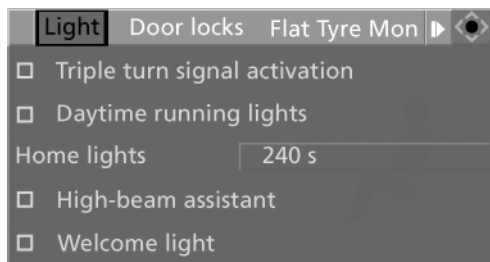 Light Door locks Flat Tyre Mon
Triple turn signal activation
Daytime running lights
Home lights 240 s
High-beam assistant
Welcome light